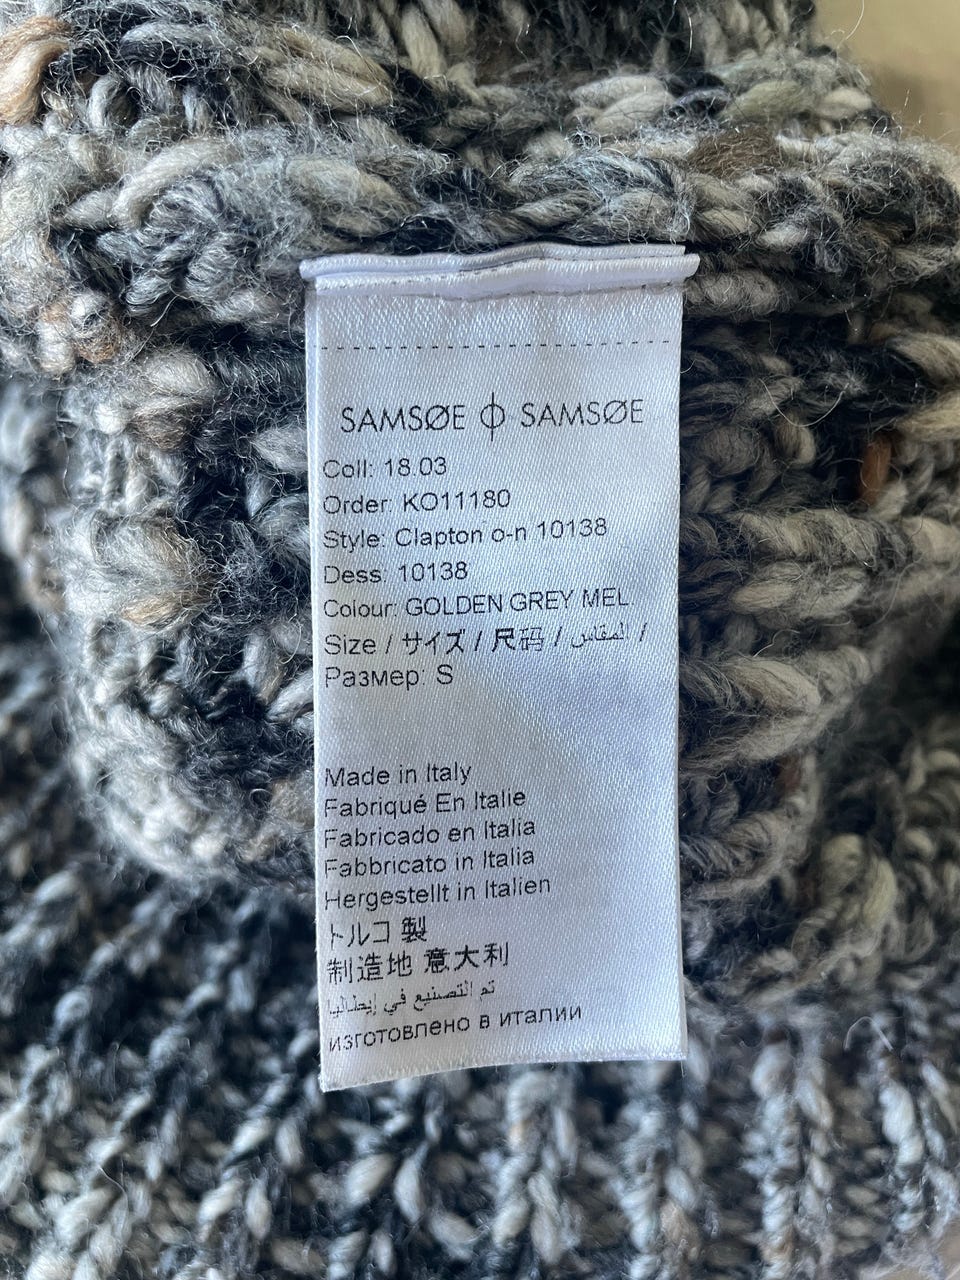 SAMSØE ϕ SAMSØE
Coll: 18.03
Order: KO11180
Style: Clapton o-n 10138
Dess: 10138
Colour: GOLDEN GREY MEL.
Size / サイズ / 尺码 / المقاس /
Размер: S
Made in Italy
Fabriqué En Italie
Fabricado en Italia
Fabbricato in Italia
Hergestellt in Italien
トルコ 製
制造地 意大利
تم التصنيع في إيطاليا
изготовлено в италии